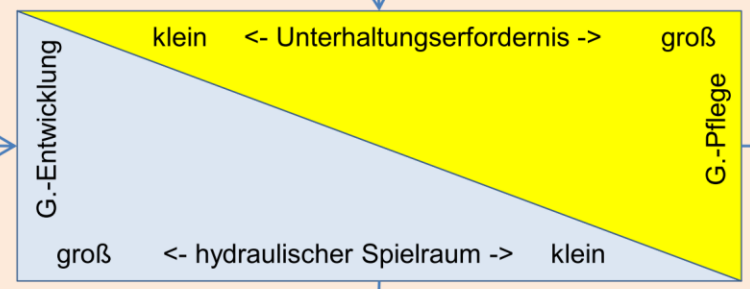 klein <- Unterhaltungserfordernis -> groß
G.-Entwicklung
G.-Pflege
groß <- hydraulischer Spielraum -> klein